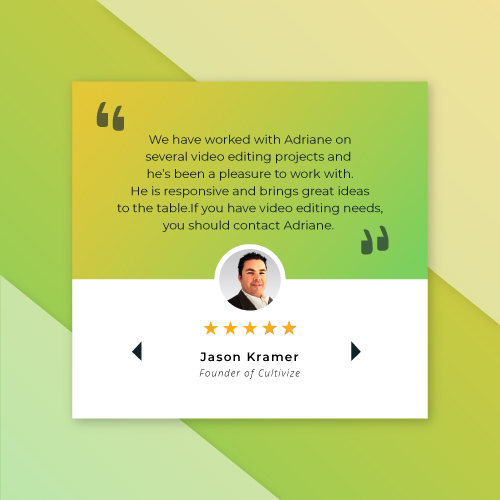 We have worked with Adriane on
several video editing projects and
he's been a pleasure to work with.
He is responsive and brings great ideas
to the table.If you have video editing needs,
you should contact Adriane.
Jason Kramer
Founder of Cultivize